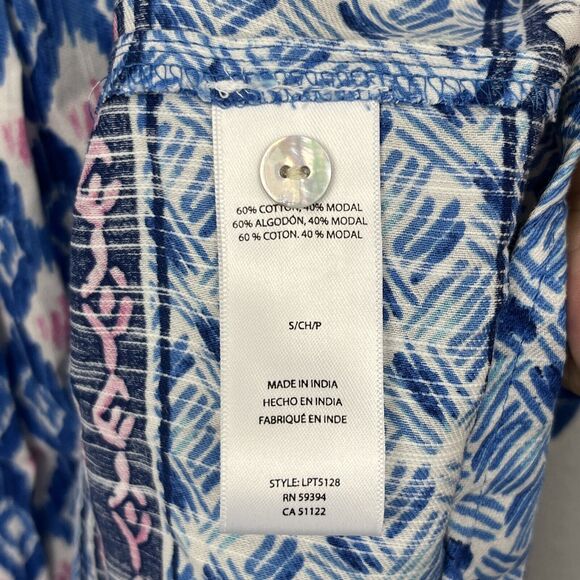 60% COTTON, 40% MODAL
60% ALGODÓN, 40% MODAL
60 % COTON. 40 % MODAL
S/CH/P
MADE IN INDIA
HECHO EN INDIA
FABRIQUÉ EN INDE
STYLE: LPT5128
RN 59394
CA 51122